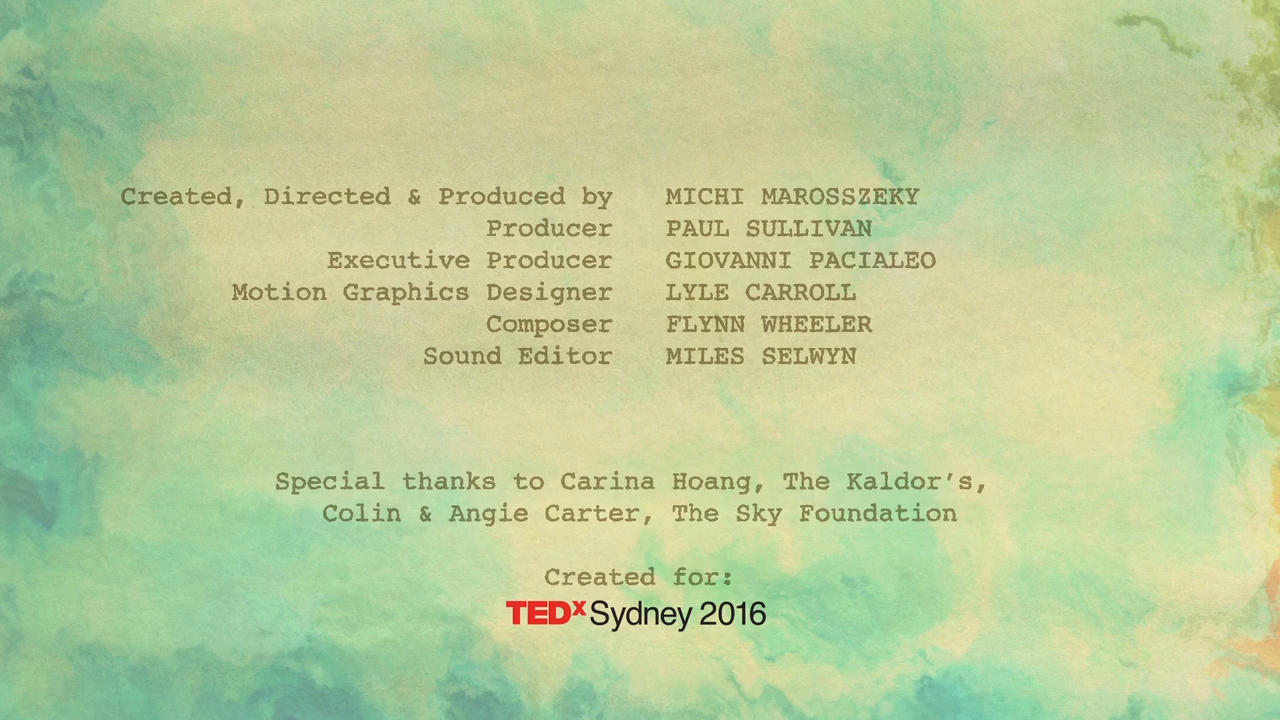 Created, Directed & Produced by MICHI MAROSSZEKY
Producer PAUL SULLIVAN
Executive Producer GIOVANNI PACIALEO
Motion Graphics Designer LYLE CARROLL
Composer FLYNN WHEELER
Sound Editor MILES SELWYN
Special thanks to Carina Hoang, The Kaldor's,
Colin & Angie Carter, The Sky Foundation
Created for:
TEDx Sydney 2016